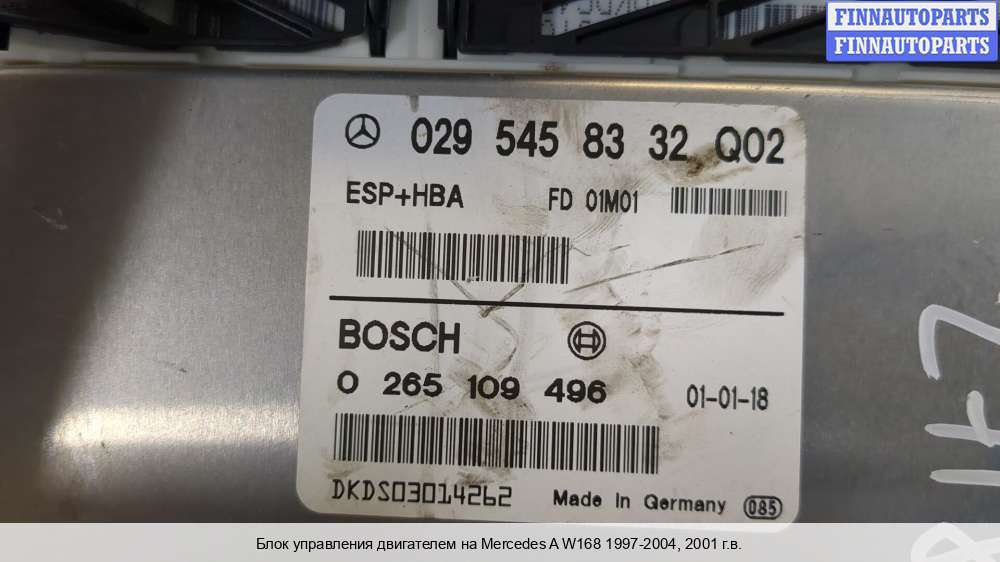 FINNAUTOPARTS
FINNAUTOPARTS
029 545 83 32 Q02
ESP+HBA FD 01M01
BOSCH
0 265 109 496 01-01-18
DKDS03014262 Made In Germany 085
Блок управления двигателем на Mercedes A W168 1997-2004, 2001 г.в.